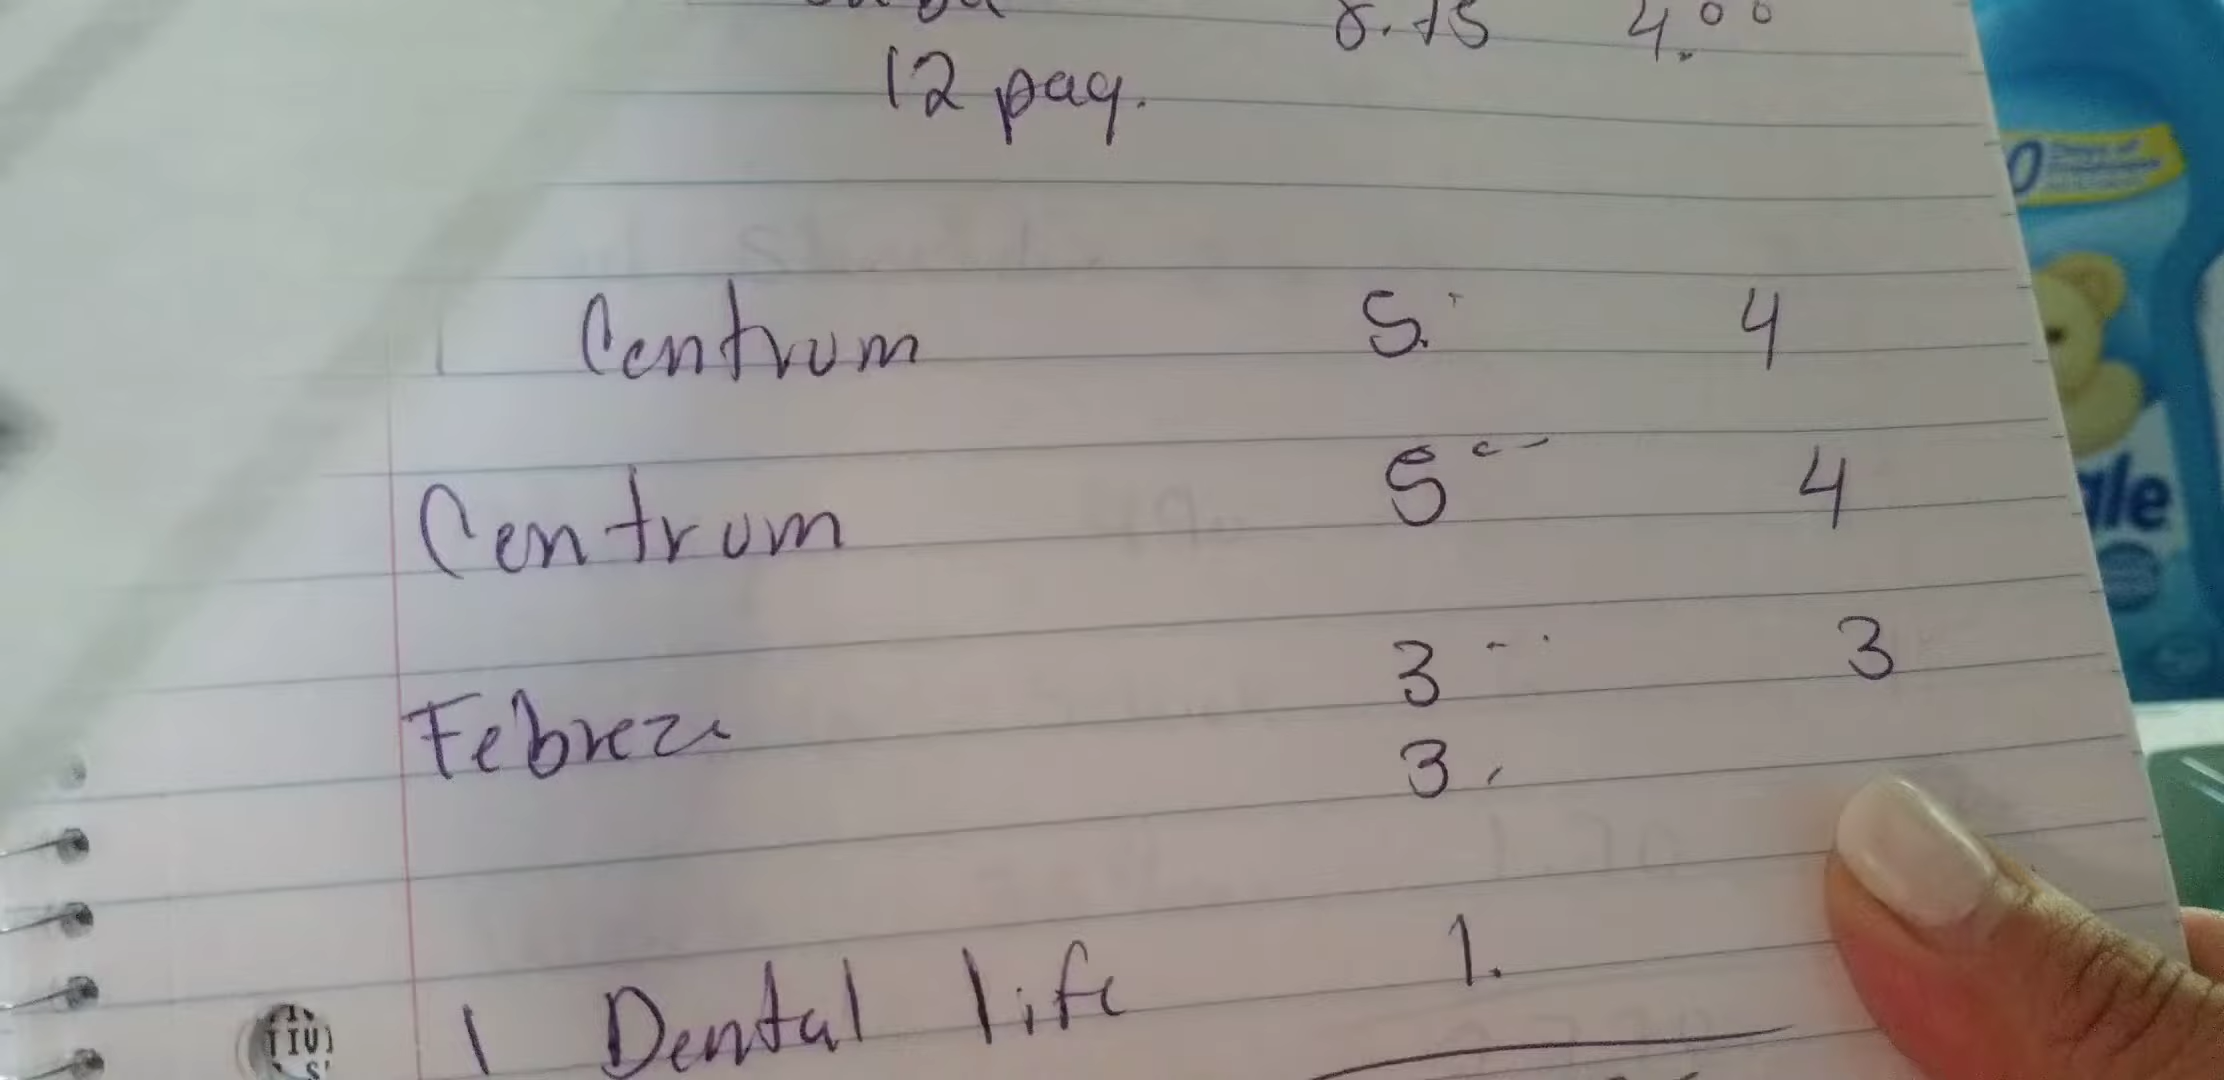 8.75 4.00
12 paq.
1 Centrum 5. 4
Centrum 5 4
Febreze 3 3
3
1 Dental life 1.